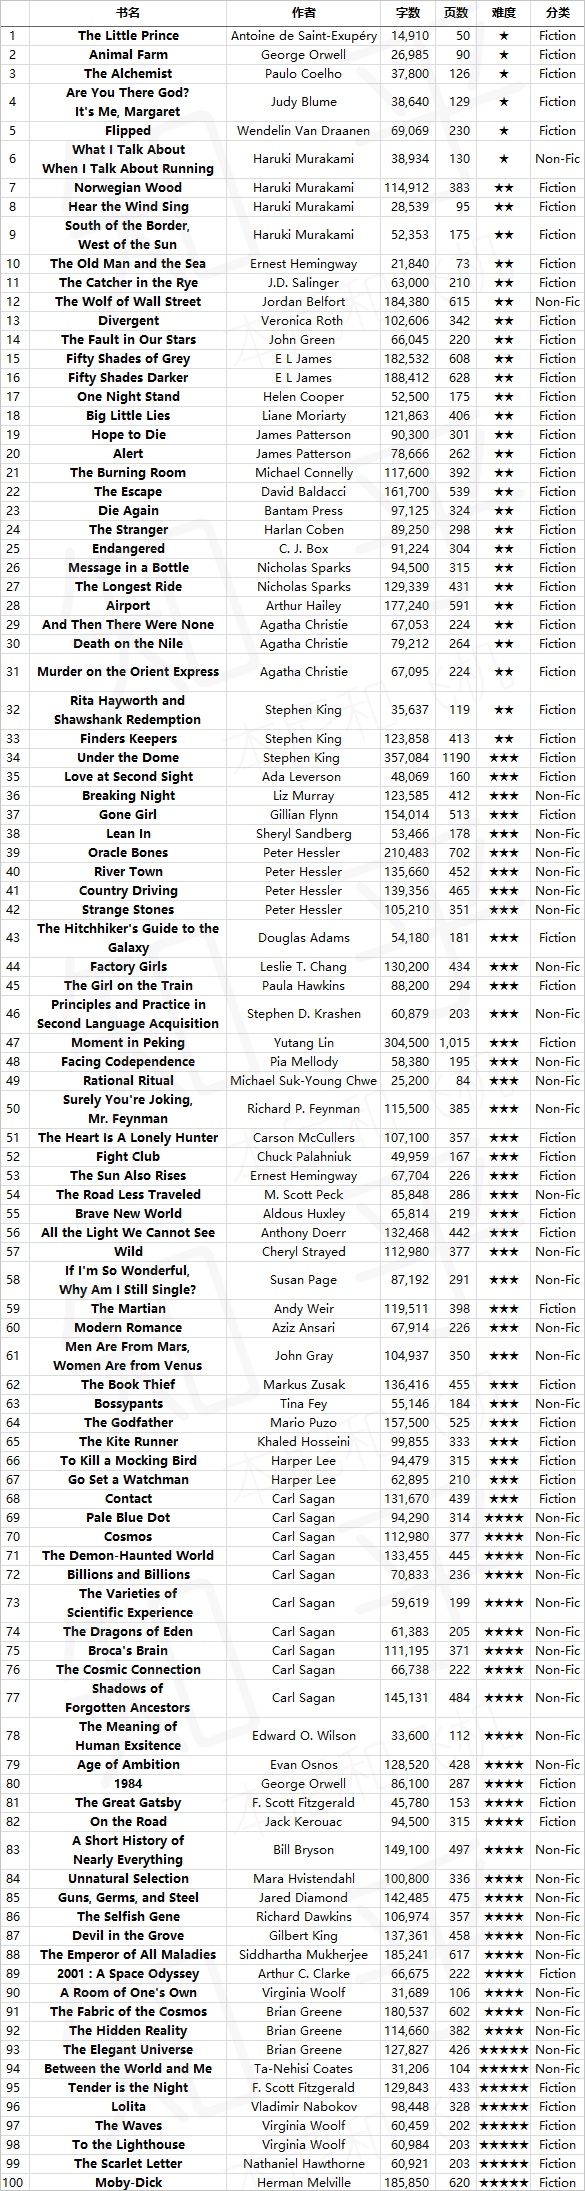 书名 作者 字数 页数 难度 分类
1 The Little Prince Antoine de Saint-Exupéry 14,910 50 ★ Fiction
2 Animal Farm George Orwell 26,985 90 ★ Fiction
3 The Alchemist Paulo Coelho 37,800 126 ★ Fiction
4 Are You There God?
It's Me, Margaret Judy Blume 38,640 129 ★ Fiction
5 Flipped Wendelin Van Draanen 69,069 230 ★ Fiction
6 What I Talk About
When I Talk About Running Haruki Murakami 38,934 130 ★ Non-Fic
7 Norwegian Wood Haruki Murakami 114,912 383 ★★ Fiction
8 Hear the Wind Sing Haruki Murakami 28,539 95 ★★ Fiction
9 South of the Border,
West of the Sun Haruki Murakami 52,353 175 ★★ Fiction
10 The Old Man and the Sea Ernest Hemingway 21,840 73 ★★ Fiction
11 The Catcher in the Rye J.D. Salinger 63,000 210 ★★ Fiction
12 The Wolf of Wall Street Jordan Belfort 184,380 615 ★★ Non-Fic
13 Divergent Veronica Roth 102,606 342 ★★ Fiction
14 The Fault in Our Stars John Green 66,045 220 ★★ Fiction
15 Fifty Shades of Grey E L James 182,532 608 ★★ Fiction
16 Fifty Shades Darker E L James 188,412 628 ★★ Fiction
17 One Night Stand Helen Cooper 52,500 175 ★★ Fiction
18 Big Little Lies Liane Moriarty 121,863 406 ★★ Fiction
19 Hope to Die James Patterson 90,300 301 ★★ Fiction
20 Alert James Patterson 78,666 262 ★★ Fiction
21 The Burning Room Michael Connelly 117,600 392 ★★ Fiction
22 The Escape David Baldacci 161,700 539 ★★ Fiction
23 Die Again Bantam Press 97,125 324 ★★ Fiction
24 The Stranger Harlan Coben 89,250 298 ★★ Fiction
25 Endangered C. J. Box 91,224 304 ★★ Fiction
26 Message in a Bottle Nicholas Sparks 94,500 315 ★★ Fiction
27 The Longest Ride Nicholas Sparks 129,339 431 ★★ Fiction
28 Airport Arthur Hailey 177,240 591 ★★ Fiction
29 And Then There Were None Agatha Christie 67,053 224 ★★ Fiction
30 Death on the Nile Agatha Christie 79,212 264 ★★ Fiction
31 Murder on the Orient Express Agatha Christie 67,095 224 ★★ Fiction
32 Rita Hayworth and
Shawshank Redemption Stephen King 35,637 119 ★★ Fiction
33 Finders Keepers Stephen King 123,858 413 ★★ Fiction
34 Under the Dome Stephen King 357,084 1190 ★★★ Fiction
35 Love at Second Sight Ada Leverson 48,069 160 ★★★ Fiction
36 Breaking Night Liz Murray 123,585 412 ★★★ Non-Fic
37 Gone Girl Gillian Flynn 154,014 513 ★★★ Fiction
38 Lean In Sheryl Sandberg 53,466 178 ★★★ Non-Fic
39 Oracle Bones Peter Hessler 210,483 702 ★★★ Non-Fic
40 River Town Peter Hessler 135,660 452 ★★★ Non-Fic
41 Country Driving Peter Hessler 139,356 465 ★★★ Non-Fic
42 Strange Stones Peter Hessler 105,210 351 ★★★ Non-Fic
43 The Hitchhiker's Guide to the
Galaxy Douglas Adams 54,180 181 ★★★ Fiction
44 Factory Girls Leslie T. Chang 130,200 434 ★★★ Non-Fic
45 The Girl on the Train Paula Hawkins 88,200 294 ★★★ Fiction
46 Principles and Practice in
Second Language Acquisition Stephen D. Krashen 60,879 203 ★★★ Non-Fic
47 Moment in Peking Yutang Lin 304,500 1,015 ★★★ Fiction
48 Facing Codependence Pia Mellody 58,380 195 ★★★ Non-Fic
49 Rational Ritual Michael Suk-Young Chwe 25,200 84 ★★★ Non-Fic
50 Surely You're Joking,
Mr. Feynman Richard P. Feynman 115,500 385 ★★★ Non-Fic
51 The Heart Is A Lonely Hunter Carson McCullers 107,100 357 ★★★ Fiction
52 Fight Club Chuck Palahniuk 49,959 167 ★★★ Fiction
53 The Sun Also Rises Ernest Hemingway 67,704 226 ★★★ Fiction
54 The Road Less Traveled M. Scott Peck 85,848 286 ★★★ Non-Fic
55 Brave New World Aldous Huxley 65,814 219 ★★★ Fiction
56 All the Light We Cannot See Anthony Doerr 132,468 442 ★★★ Fiction
57 Wild Cheryl Strayed 112,980 377 ★★★ Non-Fic
58 If I'm So Wonderful,
Why Am I Still Single? Susan Page 87,192 291 ★★★ Non-Fic
59 The Martian Andy Weir 119,511 398 ★★★ Fiction
60 Modern Romance Aziz Ansari 67,914 226 ★★★ Non-Fic
61 Men Are From Mars,
Women Are from Venus John Gray 104,937 350 ★★★ Non-Fic
62 The Book Thief Markus Zusak 136,416 455 ★★★ Fiction
63 Bossypants Tina Fey 55,146 184 ★★★ Non-Fic
64 The Godfather Mario Puzo 157,500 525 ★★★ Fiction
65 The Kite Runner Khaled Hosseini 99,855 333 ★★★ Fiction
66 To Kill a Mocking Bird Harper Lee 94,479 315 ★★★ Fiction
67 Go Set a Watchman Harper Lee 62,895 210 ★★★ Fiction
68 Contact Carl Sagan 131,670 439 ★★★ Fiction
69 Pale Blue Dot Carl Sagan 94,290 314 ★★★★ Non-Fic
70 Cosmos Carl Sagan 112,980 377 ★★★★ Non-Fic
71 The Demon-Haunted World Carl Sagan 133,455 445 ★★★★ Non-Fic
72 Billions and Billions Carl Sagan 70,833 236 ★★★★ Non-Fic
73 The Varieties of
Scientific Experience Carl Sagan 59,619 199 ★★★★ Non-Fic
74 The Dragons of Eden Carl Sagan 61,383 205 ★★★★ Non-Fic
75 Broca's Brain Carl Sagan 111,195 371 ★★★★ Non-Fic
76 The Cosmic Connection Carl Sagan 66,738 222 ★★★★ Non-Fic
77 Shadows of
Forgotten Ancestors Carl Sagan 145,131 484 ★★★★ Non-Fic
78 The Meaning of
Human Exsitence Edward O. Wilson 33,600 112 ★★★★ Non-Fic
79 Age of Ambition Evan Osnos 128,520 428 ★★★★ Non-Fic
80 1984 George Orwell 86,100 287 ★★★★ Fiction
81 The Great Gatsby F. Scott Fitzgerald 45,780 153 ★★★★ Fiction
82 On the Road Jack Kerouac 94,500 315 ★★★★ Fiction
83 A Short History of
Nearly Everything Bill Bryson 149,100 497 ★★★★ Non-Fic
84 Unnatural Selection Mara Hvistendahl 100,800 336 ★★★★ Non-Fic
85 Guns, Germs, and Steel Jared Diamond 142,485 475 ★★★★ Non-Fic
86 The Selfish Gene Richard Dawkins 106,974 357 ★★★★ Non-Fic
87 Devil in the Grove Gilbert King 137,361 458 ★★★★ Non-Fic
88 The Emperor of All Maladies Siddhartha Mukherjee 185,241 617 ★★★★ Non-Fic
89 2001 : A Space Odyssey Arthur C. Clarke 66,675 222 ★★★★ Fiction
90 A Room of One's Own Virginia Woolf 31,689 106 ★★★★ Non-Fic
91 The Fabric of the Cosmos Brian Greene 180,537 602 ★★★★ Non-Fic
92 The Hidden Reality Brian Greene 114,660 382 ★★★★ Non-Fic
93 The Elegant Universe Brian Greene 127,827 426 ★★★★★ Non-Fic
94 Between the World and Me Ta-Nehisi Coates 31,206 104 ★★★★★ Non-Fic
95 Tender is the Night F. Scott Fitzgerald 129,843 433 ★★★★★ Fiction
96 Lolita Vladimir Nabokov 98,448 328 ★★★★★ Fiction
97 The Waves Virginia Woolf 60,459 202 ★★★★★ Fiction
98 To the Lighthouse Virginia Woolf 60,984 203 ★★★★★ Fiction
99 The Scarlet Letter Nathaniel Hawthorne 60,921 203 ★★★★★ Fiction
100 Moby-Dick Herman Melville 185,850 620 ★★★★★ Fiction